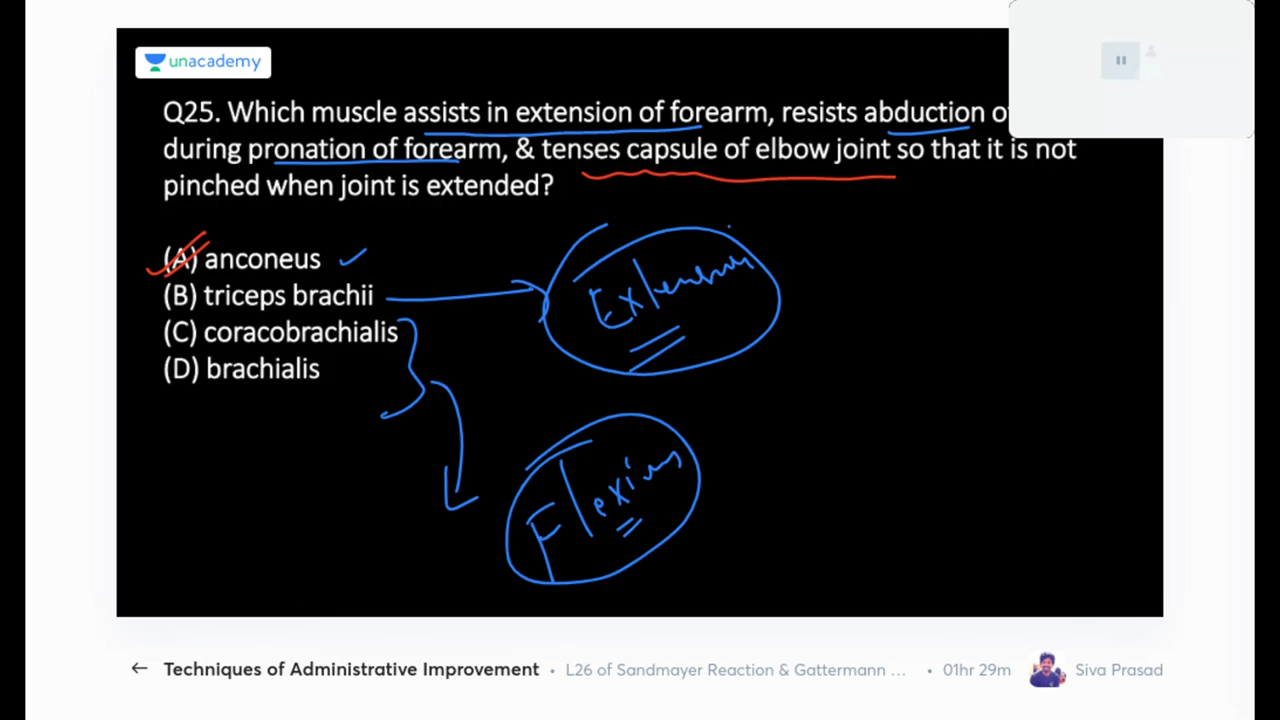 unacademy
Q25. Which muscle assists in extension of forearm, resists abduction of
during pronation of forearm, & tenses capsule of elbow joint so that it is not
pinched when joint is extended?
(A) anconeus
(B) triceps brachii
(C) coracobrachialis
(D) brachialis
Extension
Flexion
Techniques of Administrative Improvement • L26 of Sandmayer Reaction & Gattermann ... • 01hr 29m Siva Prasad